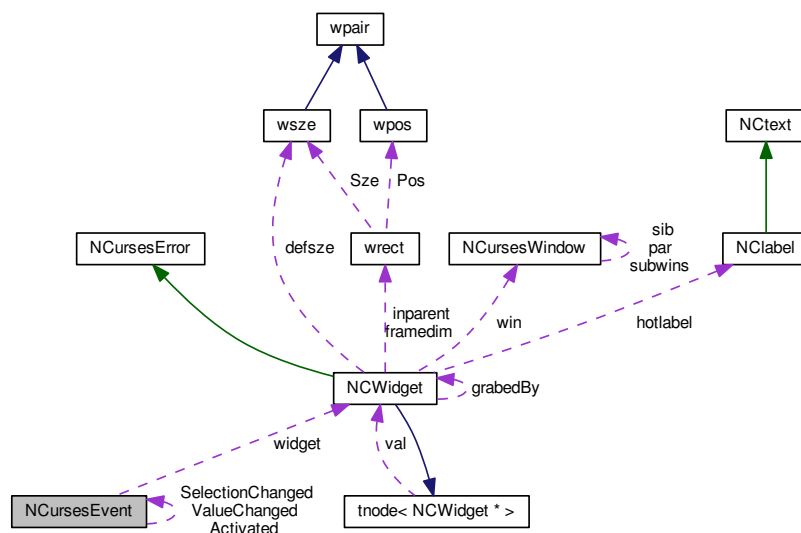 wpair
wsze
wpos
NCtext
Sze
Pos
NCursesError
defsze
wrect
NCursesWindow
sib
par
subwins
NClabel
inparent
framedim
win
hotlabel
NCWidget
grabedBy
widget
val
NCursesEvent
SelectionChanged
ValueChanged
Activated
tnode< NCWidget * >